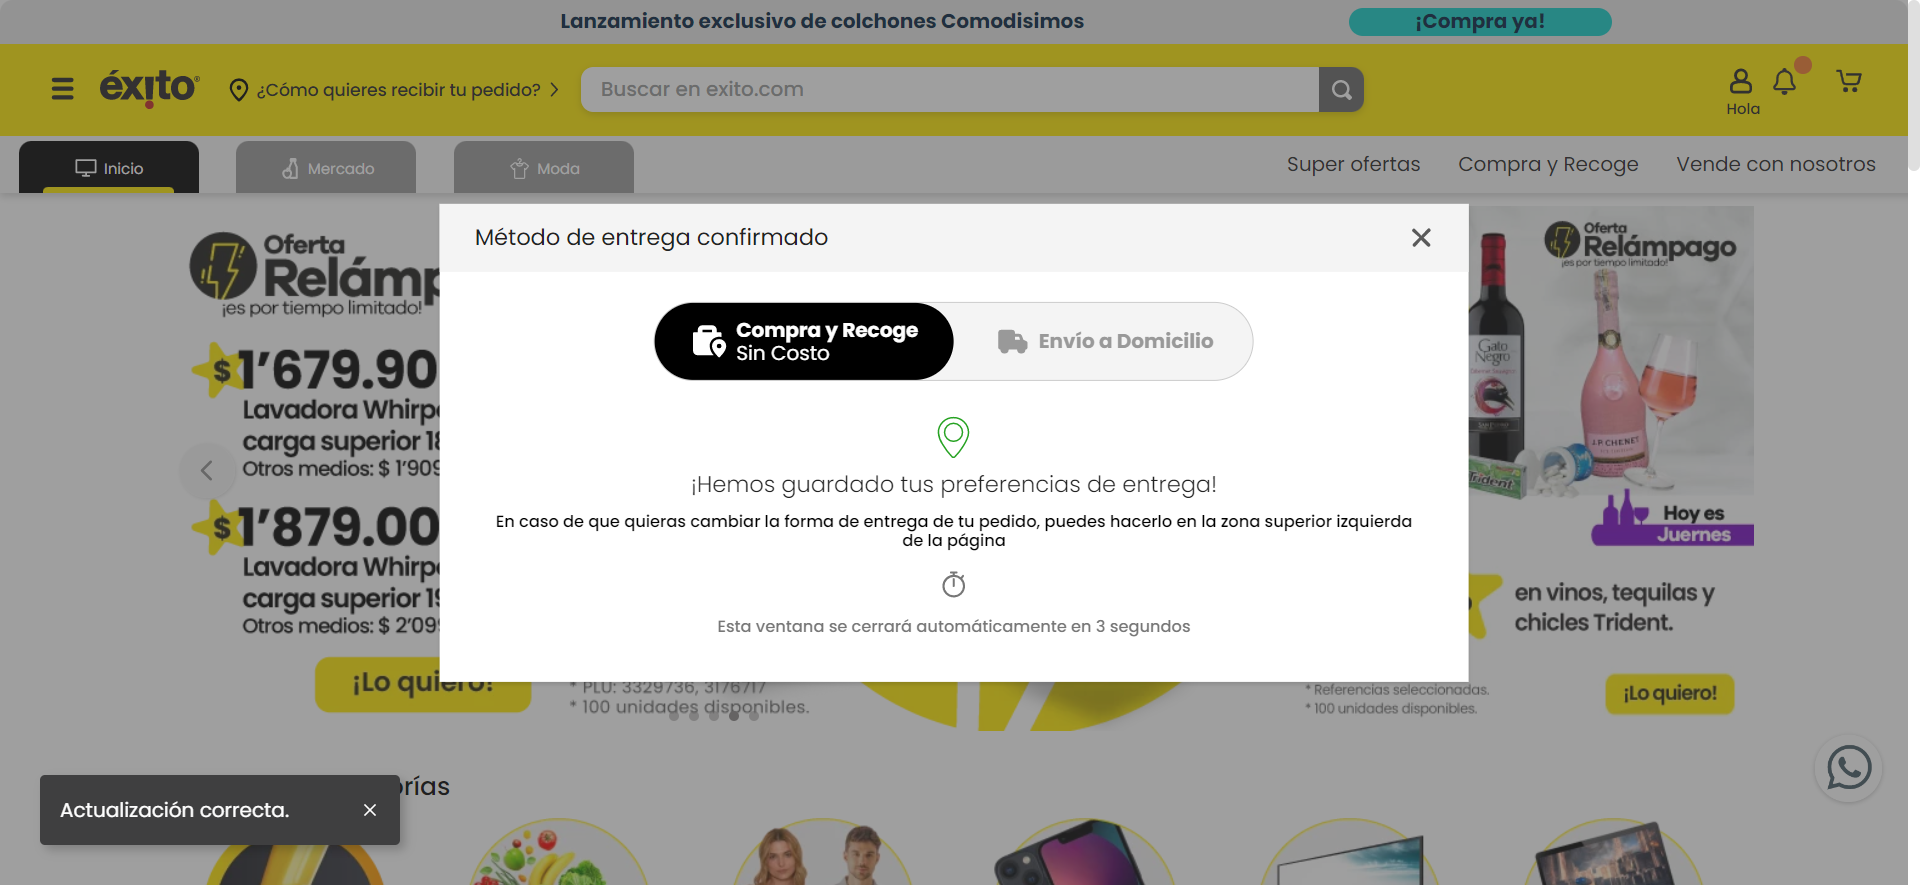 Lanzamiento exclusivo de colchones Comodisimos
¡Compra ya!
éxito
¿Cómo quieres recibir tu pedido?
Buscar en exito.com
Hola
Inicio
Mercado
Moda
Super ofertas
Compra y Recoge
Vende con nosotros
Oferta
Relámp
¡es por tiempo limitado!
$1’679.90
Lavadora Whirp
carga superior 18
Otros medios: $ 1’909
$1’879.00
Lavadora Whirp
carga superior 19
Otros medios: $ 2’099
¡Lo quiero!
* PLU: 3329736, 3176717
* 100 unidades disponibles.
Método de entrega confirmado
Compra y Recoge
Sin Costo
Envío a Domicilio
¡Hemos guardado tus preferencias de entrega!
En caso de que quieras cambiar la forma de entrega de tu pedido, puedes hacerlo en la zona superior izquierda
de la página
Esta ventana se cerrará automáticamente en 3 segundos
Oferta
Relámpago
¡es por tiempo limitado!
Gato
Negro
J.P. CHENET
Trident
Hoy es
Juernes
en vinos, tequilas y
chicles Trident.
* Referencias seleccionadas.
* 100 unidades disponibles.
¡Lo quiero!
orías
Actualización correcta.